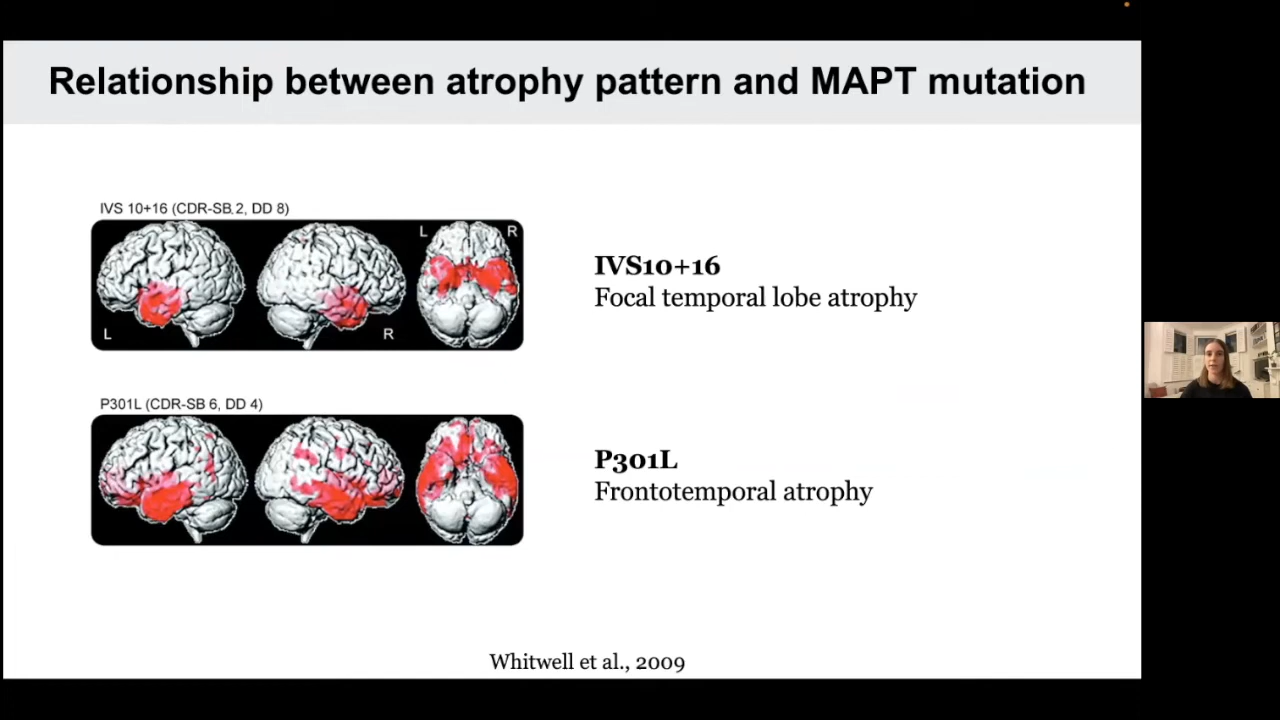 Relationship between atrophy pattern and MAPT mutation
IVS 10+16 (CDR-SB.2, DD 8)
L
R
L
R
IVS10+16
Focal temporal lobe atrophy
P301L (CDR-SB 6, DD 4)
P301L
Frontotemporal atrophy
Whitwell et al., 2009